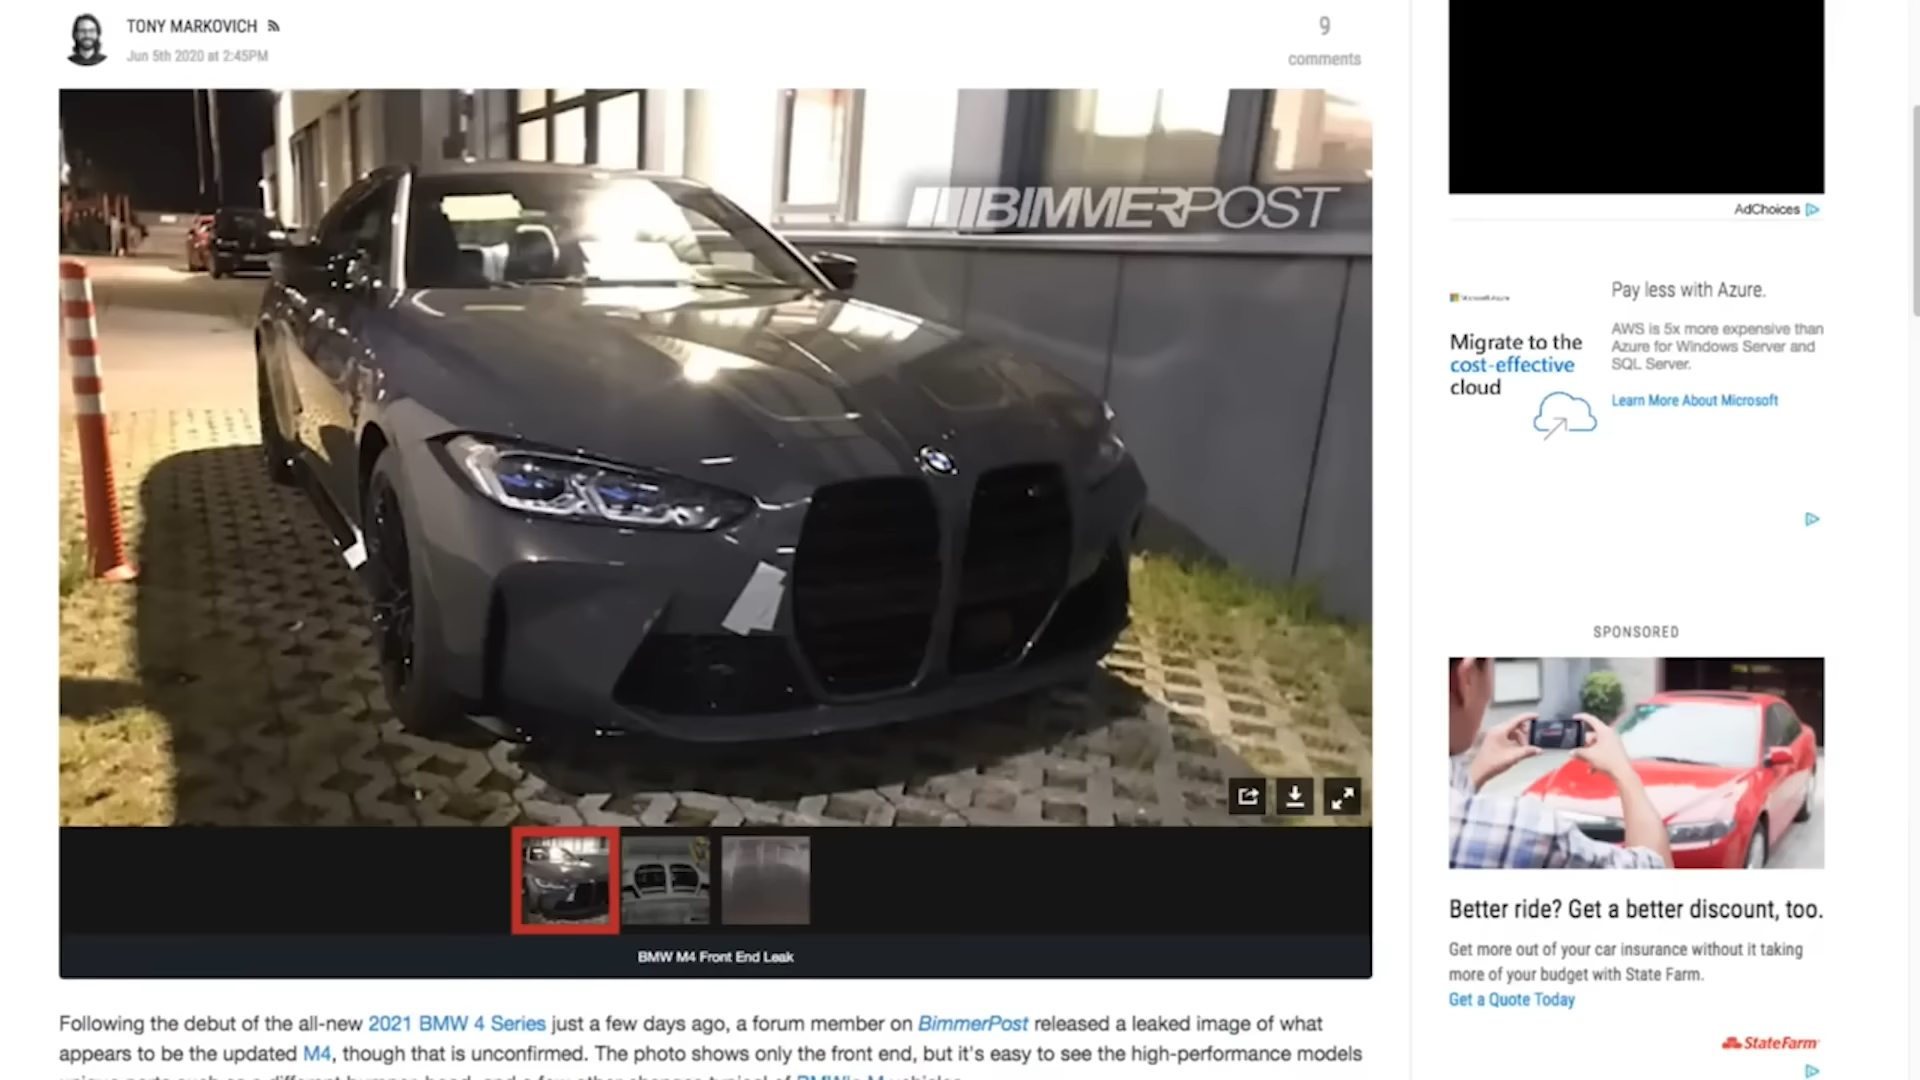 TONY MARKOVICH
Jun 5th 2020 at 2:45PM
9
comments
BIMMERPOST
BMW M4 Front End Leak
Following the debut of the all-new 2021 BMW 4 Series just a few days ago, a forum member on BimmerPost released a leaked image of what
appears to be the updated M4, though that is unconfirmed. The photo shows only the front end, but it's easy to see the high-performance models
AdChoices
Microsoft Azure
Migrate to the
cost-effective
cloud
Pay less with Azure.
AWS is 5x more expensive than
Azure for Windows Server and
SQL Server.
Learn More About Microsoft
SPONSORED
Better ride? Get a better discount, too.
Get more out of your car insurance without it taking
more of your budget with State Farm.
Get a Quote Today
StateFarm